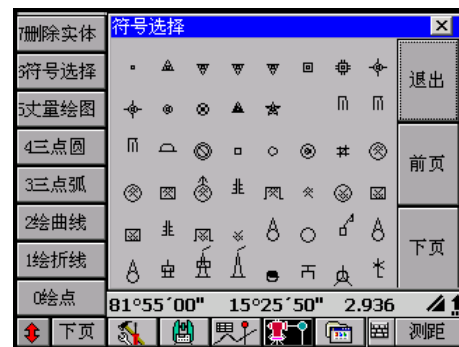 7删除实体
6符号选择
5丈量绘图
4三点圆
3三点弧
2绘曲线
1绘折线
0绘点
下页
符号选择
退出
前页
下页
81°55′00" 15°25′50" 2.936
测距